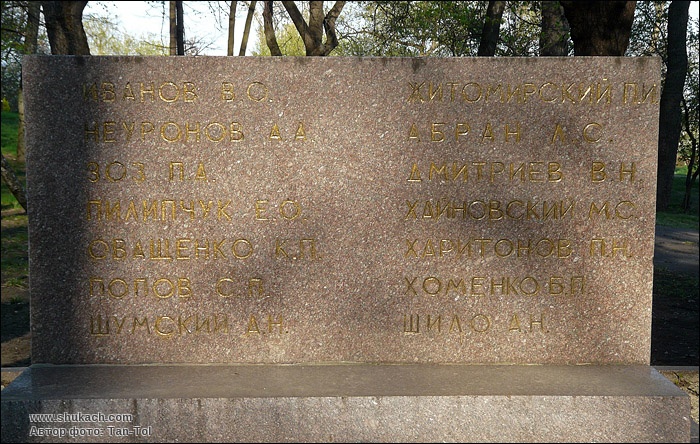 ИВАНОВ В.О.
НЕУРОНОВ А.А.
ВОЗ П.А.
ПИЛИПЧУК Е.О.
ОВАЩЕНКО К.П.
ПОПОВ С.П.
ШУМСКИЙ А.Н.
ЖИТОМИРСКИЙ П.И.
АБРАН Л.С.
ДМИТРИЕВ В.Н.
ХАЙНОВСКИЙ М.С.
ХАРИТОНОВ П.Н.
ХОМЕНКО В.П.
ШИЛО А.Н.
www.shukach.com
Автор фото: Tan-Tol